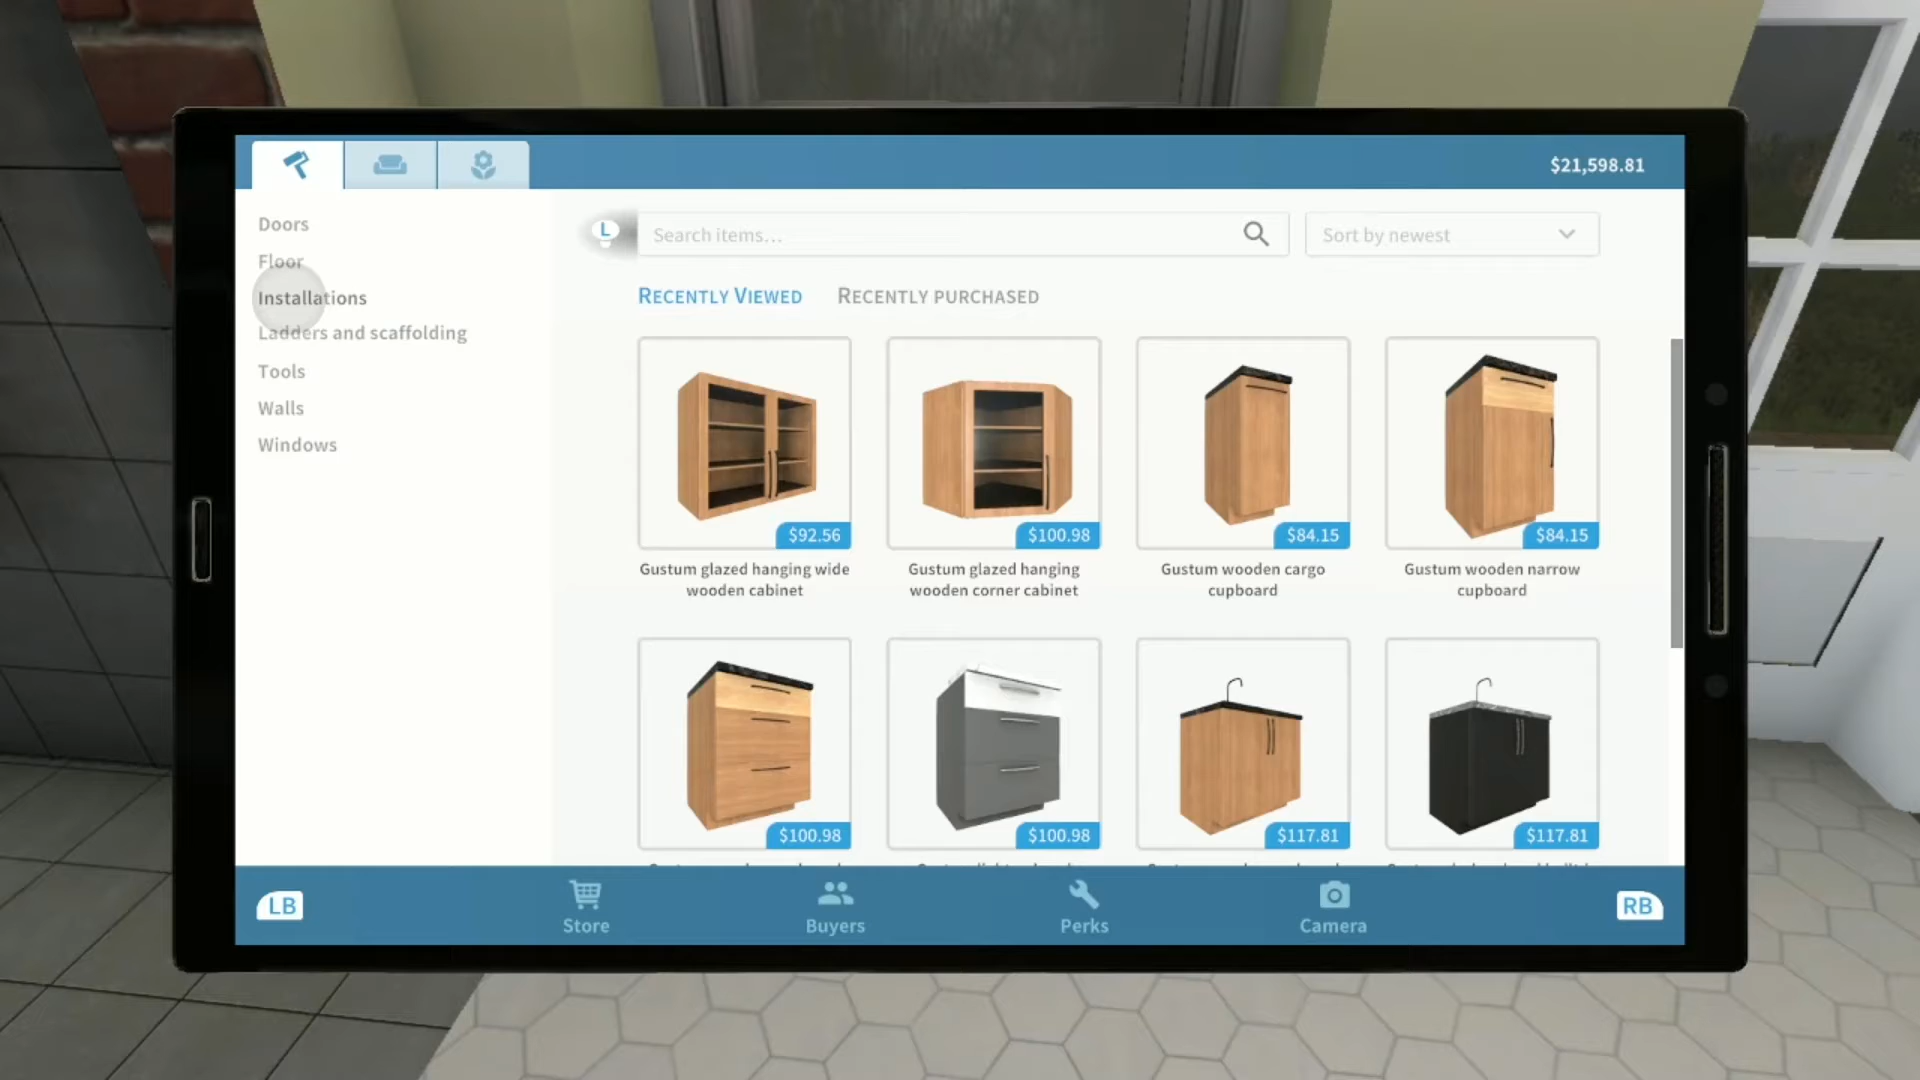 $21,598.81
Doors
Floor
Installations
Ladders and scaffolding
Tools
Walls
Windows
L
Search items...
Sort by newest
RECENTLY VIEWED
RECENTLY PURCHASED
$92.56
$100.98
$84.15
$84.15
Gustum glazed hanging wide
wooden cabinet
Gustum glazed hanging
wooden corner cabinet
Gustum wooden cargo
cupboard
Gustum wooden narrow
cupboard
$100.98
$100.98
$117.81
$117.81
LB
Store
Buyers
Perks
Camera
RB